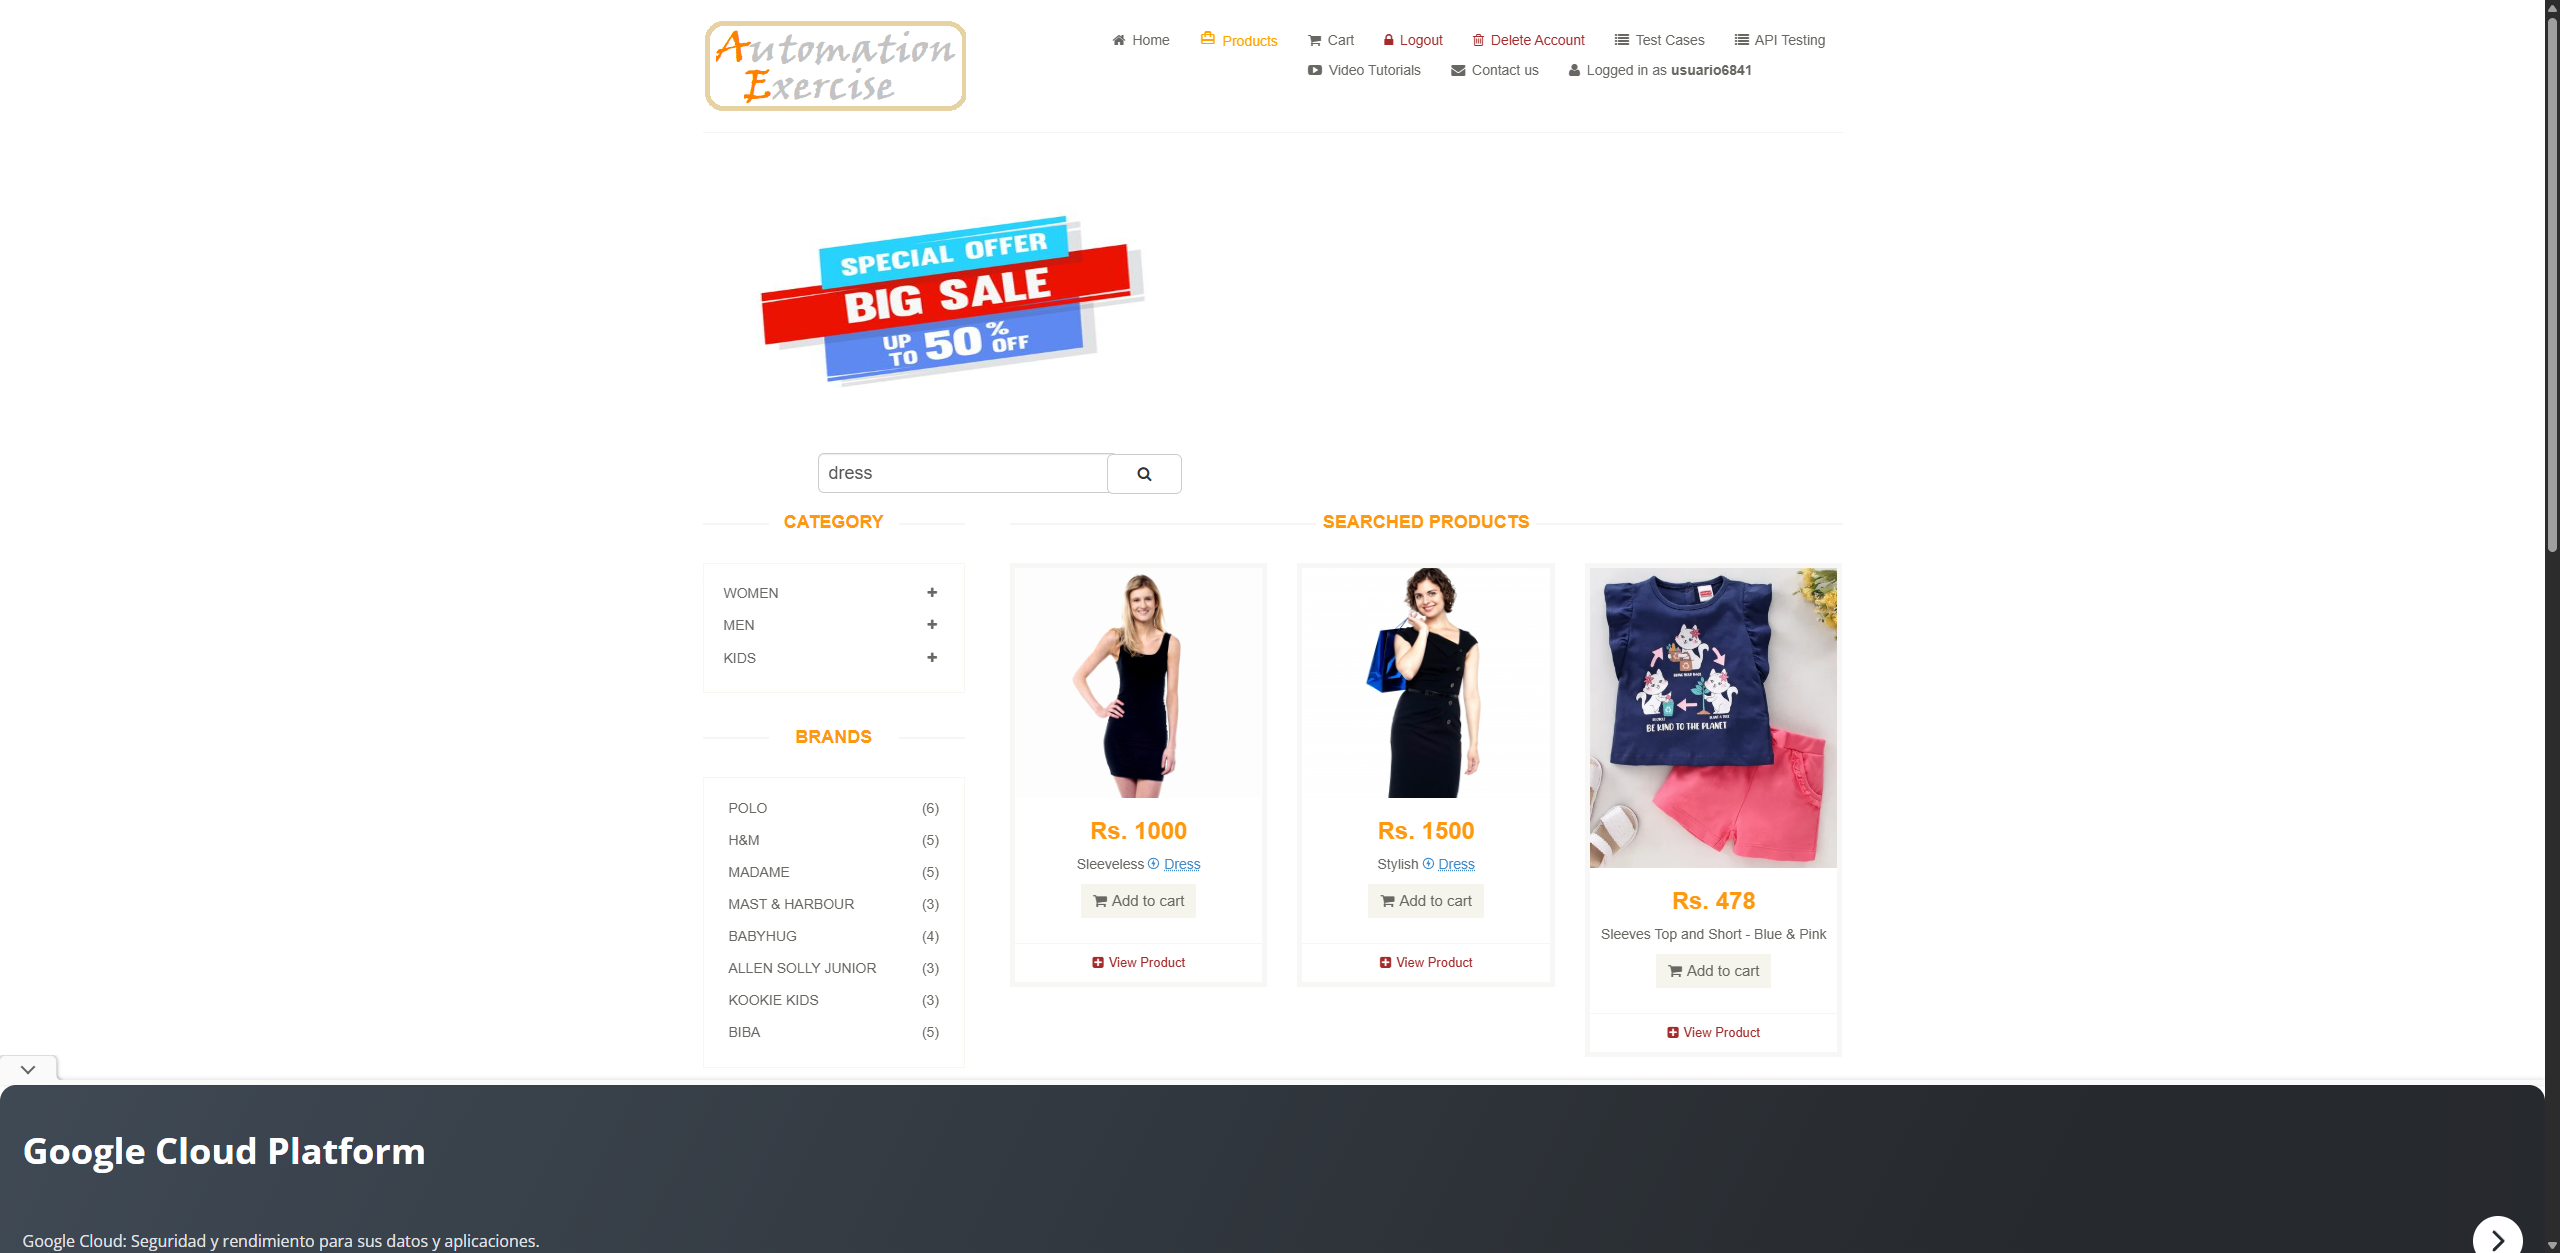 Automation
Exercise
Home
Products
Cart
Logout
Delete Account
Test Cases
API Testing
Video Tutorials
Contact us
Logged in as usuario6841
SPECIAL OFFER
BIG SALE
UP TO 50% OFF
dress
CATEGORY
WOMEN
MEN
KIDS
BRANDS
POLO (6)
H&M (5)
MADAME (5)
MAST & HARBOUR (3)
BABYHUG (4)
ALLEN SOLLY JUNIOR (3)
KOOKIE KIDS (3)
BIBA (5)
SEARCHED PRODUCTS
Rs. 1000
Sleeveless Dress
Add to cart
View Product
Rs. 1500
Stylish Dress
Add to cart
View Product
BE KIND TO THE PLANET
Rs. 478
Sleeves Top and Short - Blue & Pink
Add to cart
View Product
Google Cloud Platform
Google Cloud: Seguridad y rendimiento para sus datos y aplicaciones.